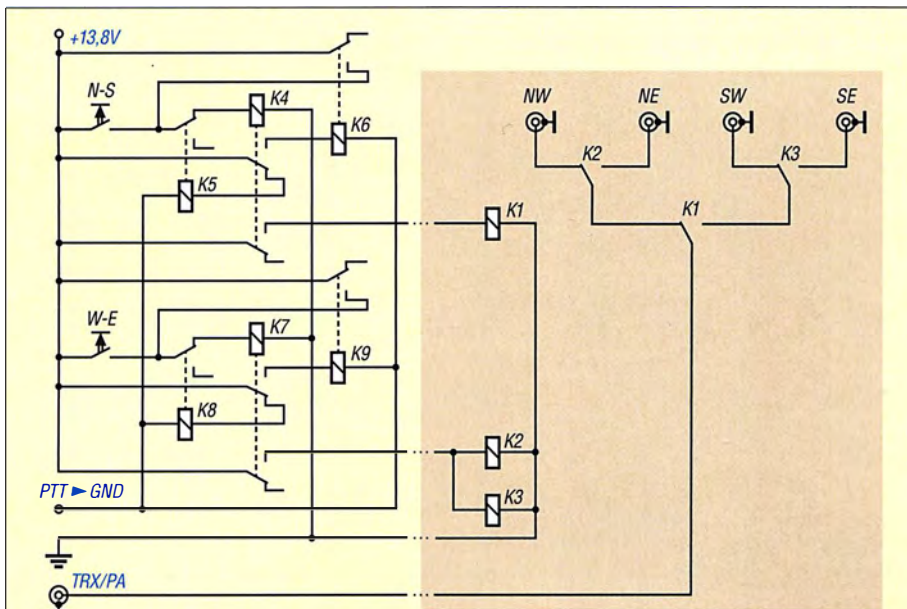 +13,8V
N-S
K4
K6
K5
NW
NE
SW
SE
K2
K3
K1
K1
W-E
K7
K9
K8
K2
K3
PTT ► GND
TRX/PA